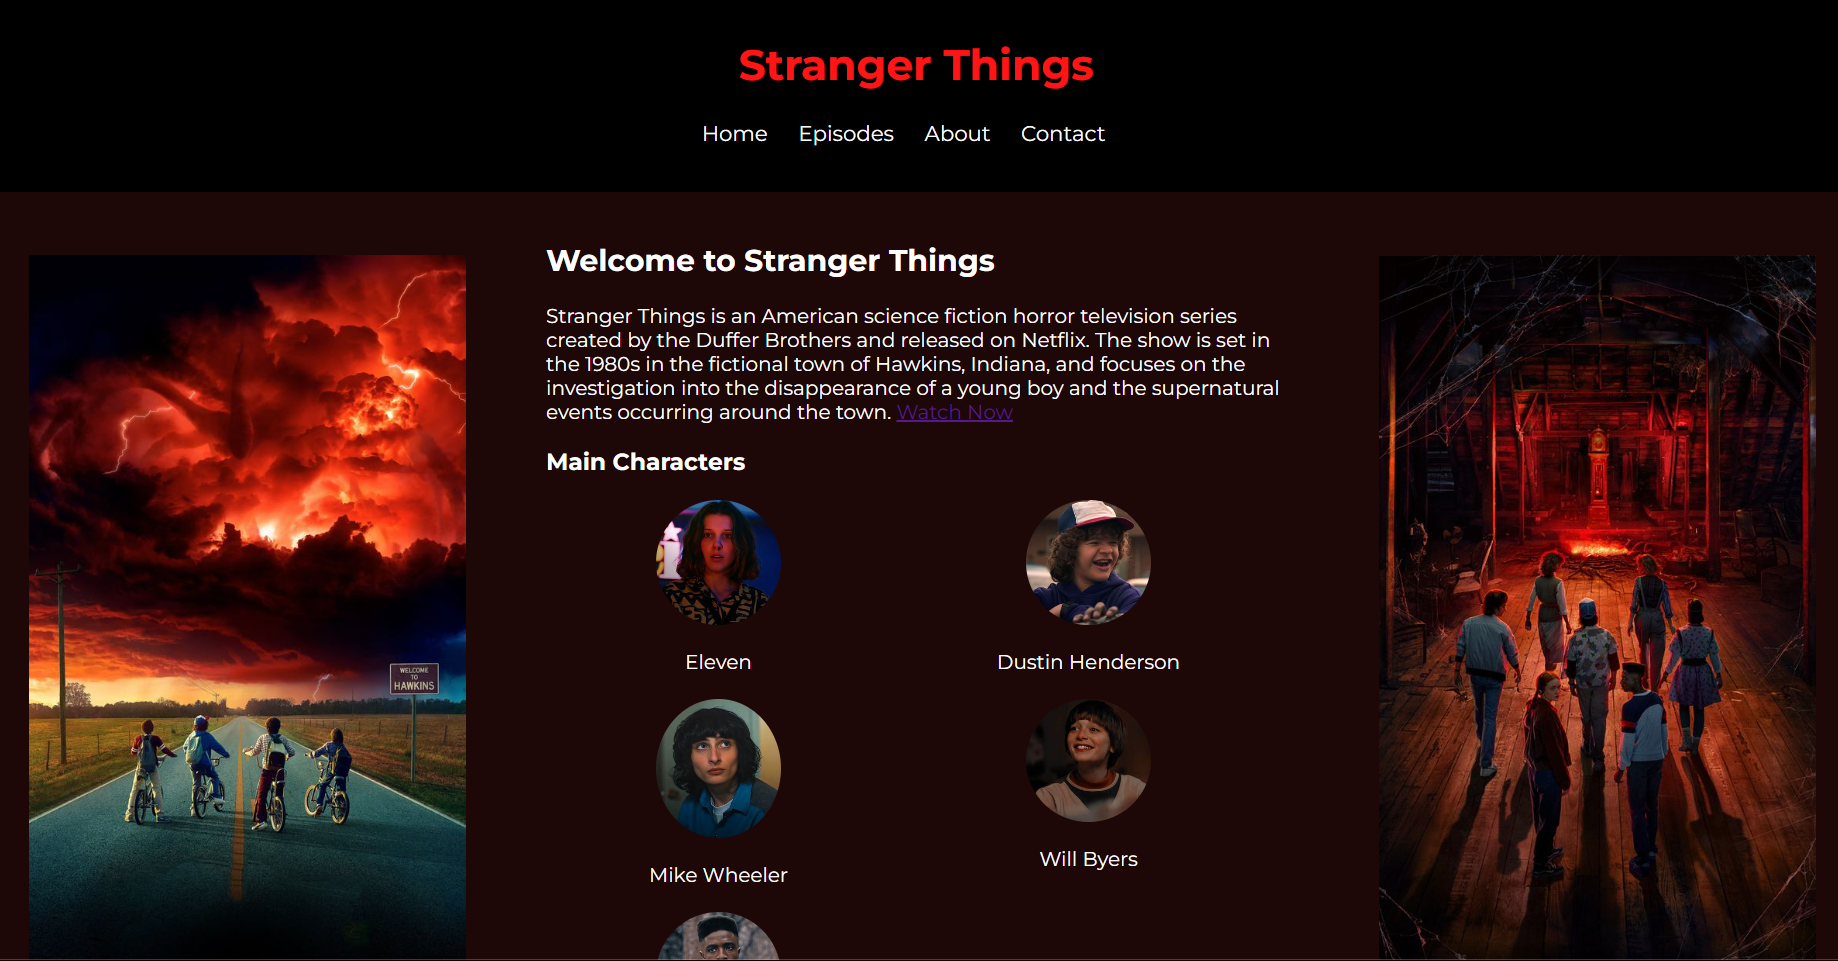 Stranger Things
Home Episodes About Contact
Welcome to Stranger Things
Stranger Things is an American science fiction horror television series
created by the Duffer Brothers and released on Netflix. The show is set in
the 1980s in the fictional town of Hawkins, Indiana, and focuses on the
investigation into the disappearance of a young boy and the supernatural
events occurring around the town. Watch Now
Main Characters
Eleven
Dustin Henderson
Mike Wheeler
Will Byers
WELCOME
TO
HAWKINS